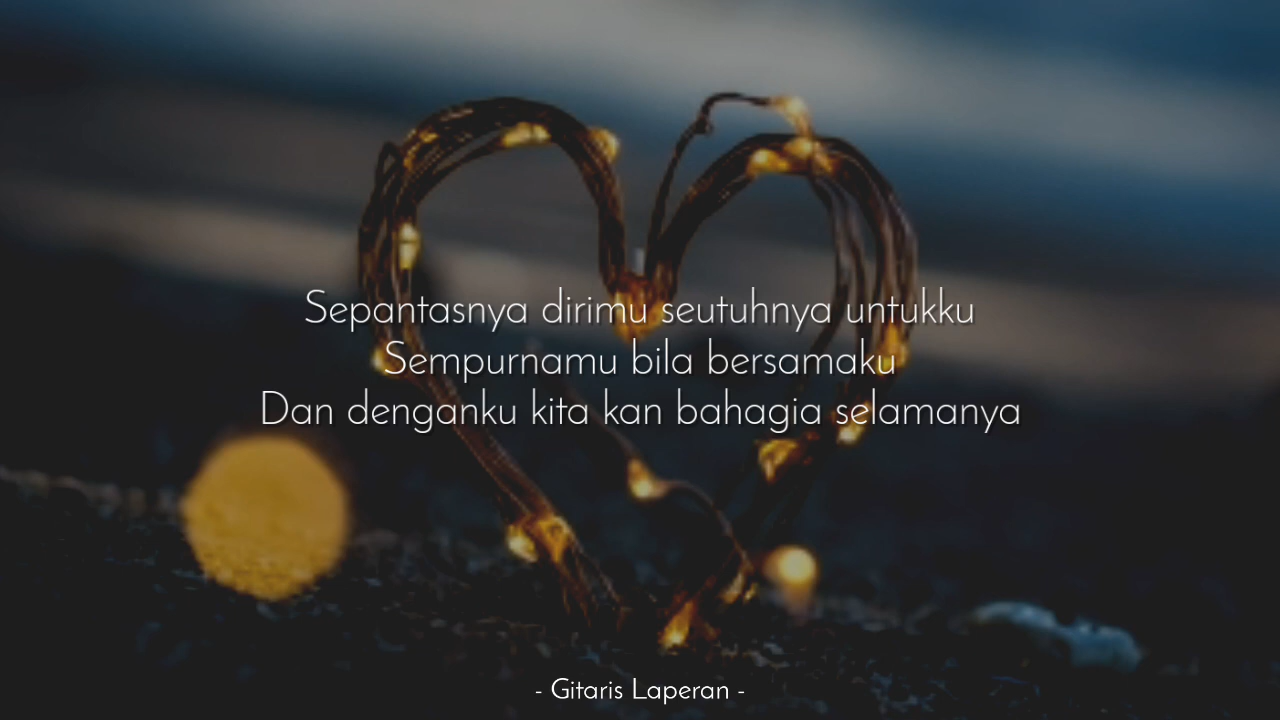 Sepantasnya dirimu seutuhnya untukku
Sempurnamu bila bersamaku
Dan denganku kita kan bahagia selamanya
- Gitaris Laperan -